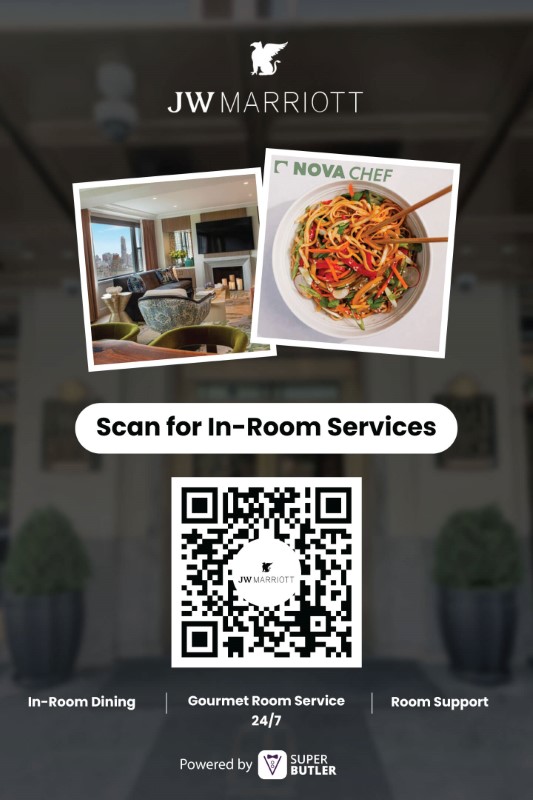 JW MARRIOTT
NOVA CHEF
Scan for In-Room Services
JW MARRIOTT
In-Room Dining
Gourmet Room Service
24/7
Room Support
Powered by SUPER
BUTLER